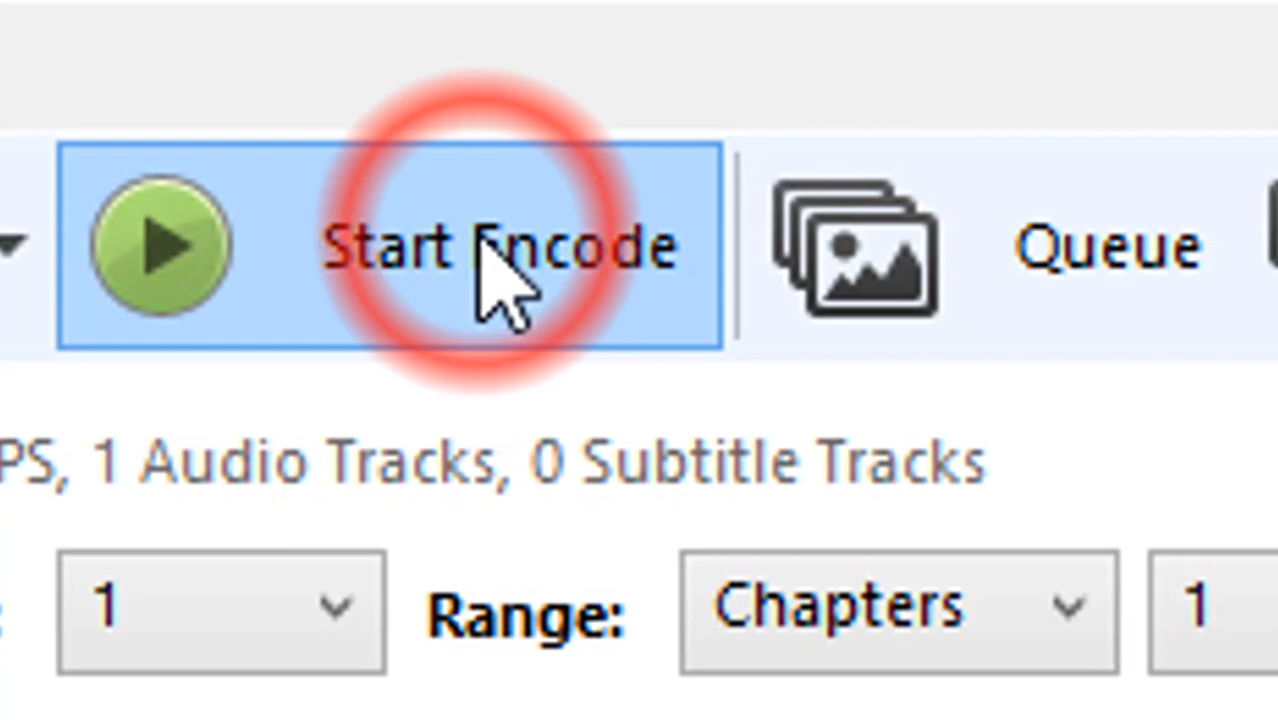 Start Encode Queue
PS, 1 Audio Tracks, 0 Subtitle Tracks
1 Range: Chapters 1